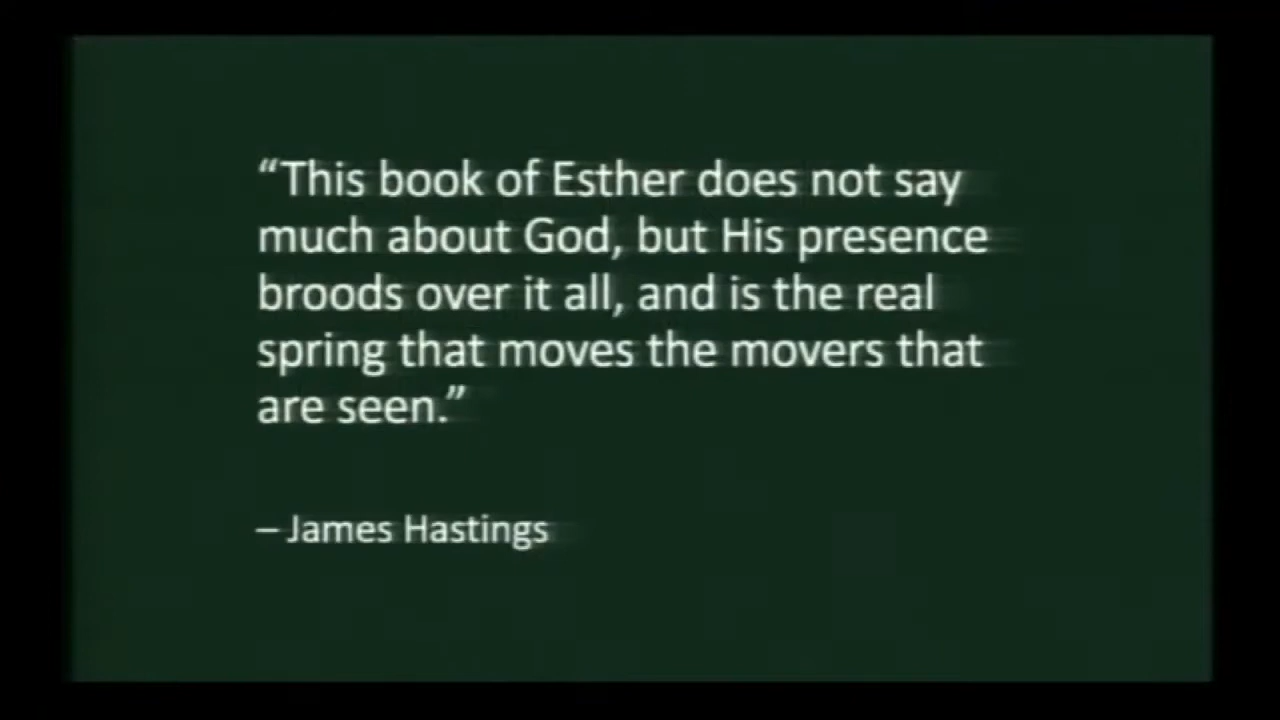 “This book of Esther does not say
much about God, but His presence
broods over it all, and is the real
spring that moves the movers that
are seen.”
– James Hastings